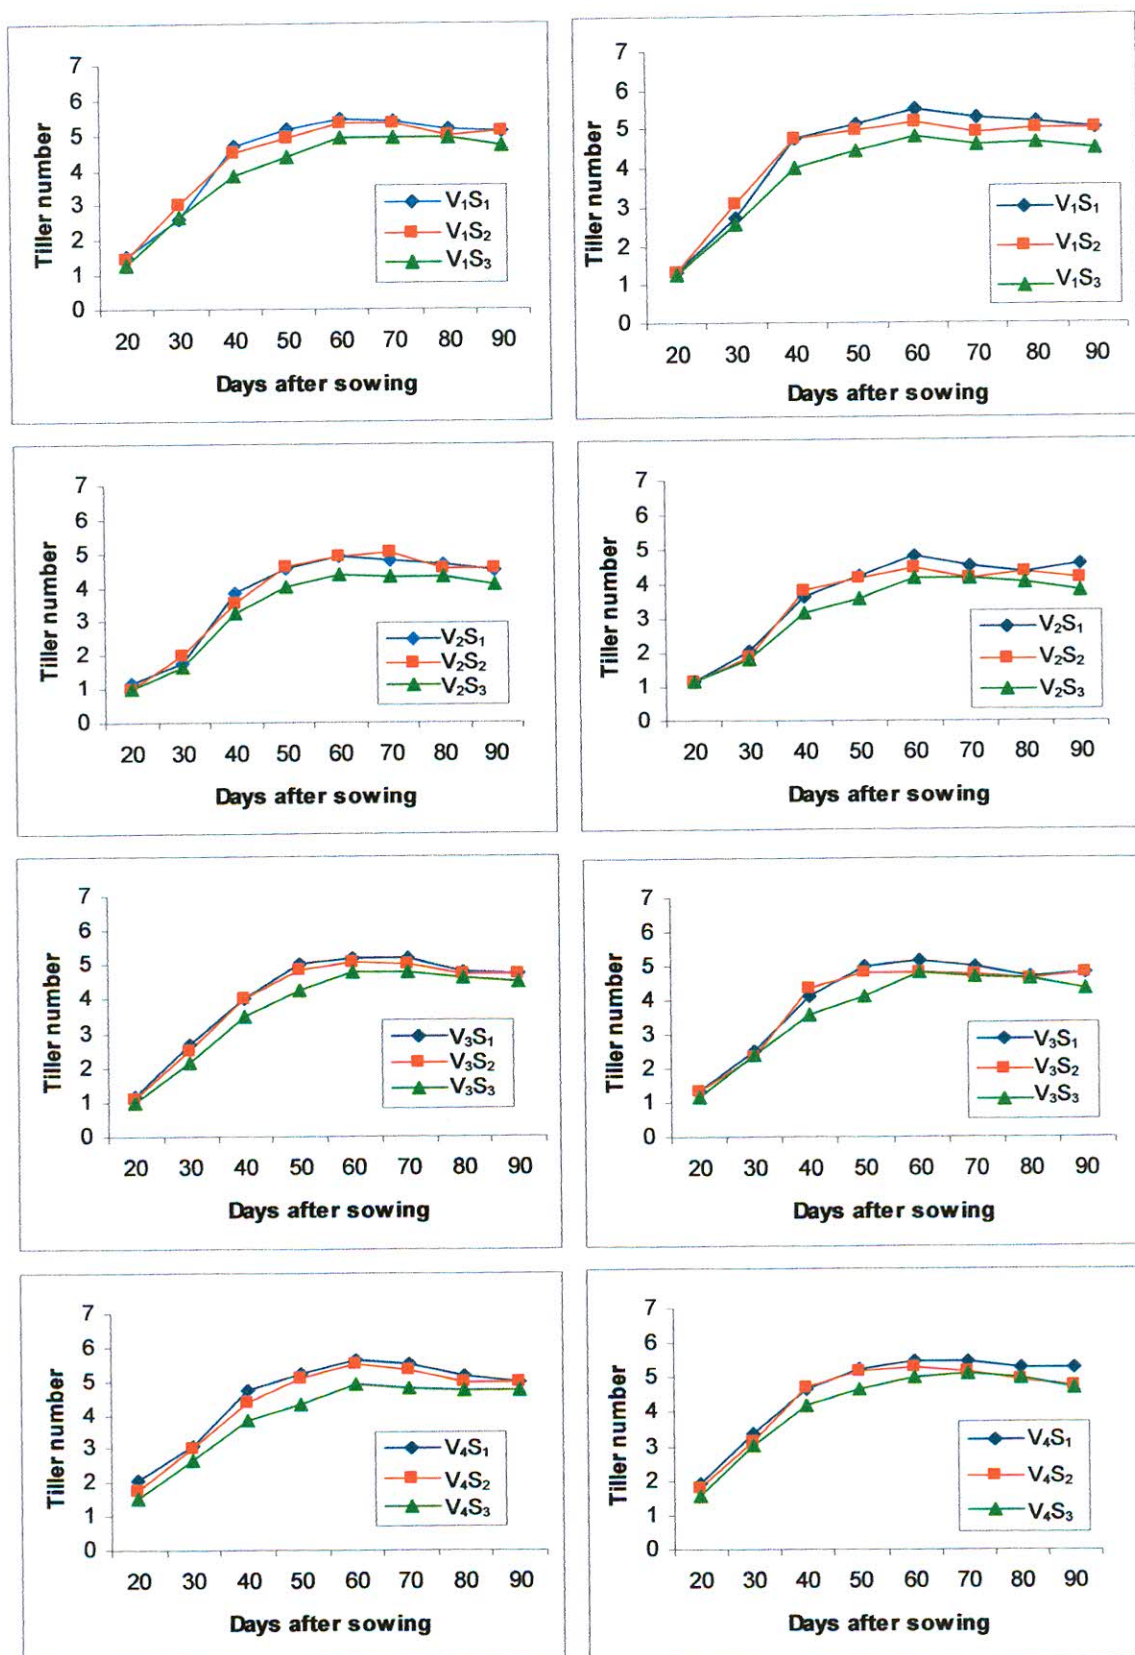 Tiller number
7
6
5
4
3
2
1
0
V₁S₁
V₁S₂
V₁S₃
20 30 40 50 60 70 80 90
Days after sowing
Tiller number
7
6
5
4
3
2
1
0
V₁S₁
V₁S₂
V₁S₃
20 30 40 50 60 70 80 90
Days after sowing
Tiller number
7
6
5
4
3
2
1
0
V₂S₁
V₂S₂
V₂S₃
20 30 40 50 60 70 80 90
Days after sowing
Tiller number
7
6
5
4
3
2
1
0
V₂S₁
V₂S₂
V₂S₃
20 30 40 50 60 70 80 90
Days after sowing
Tiller number
7
6
5
4
3
2
1
0
V₃S₁
V₃S₂
V₃S₃
20 30 40 50 60 70 80 90
Days after sowing
Tiller number
7
6
5
4
3
2
1
0
V₃S₁
V₃S₂
V₃S₃
20 30 40 50 60 70 80 90
Days after sowing
Tiller number
7
6
5
4
3
2
1
0
V₄S₁
V₄S₂
V₄S₃
20 30 40 50 60 70 80 90
Days after sowing
Tiller number
7
6
5
4
3
2
1
0
V₄S₁
V₄S₂
V₄S₃
20 30 40 50 60 70 80 90
Days after sowing